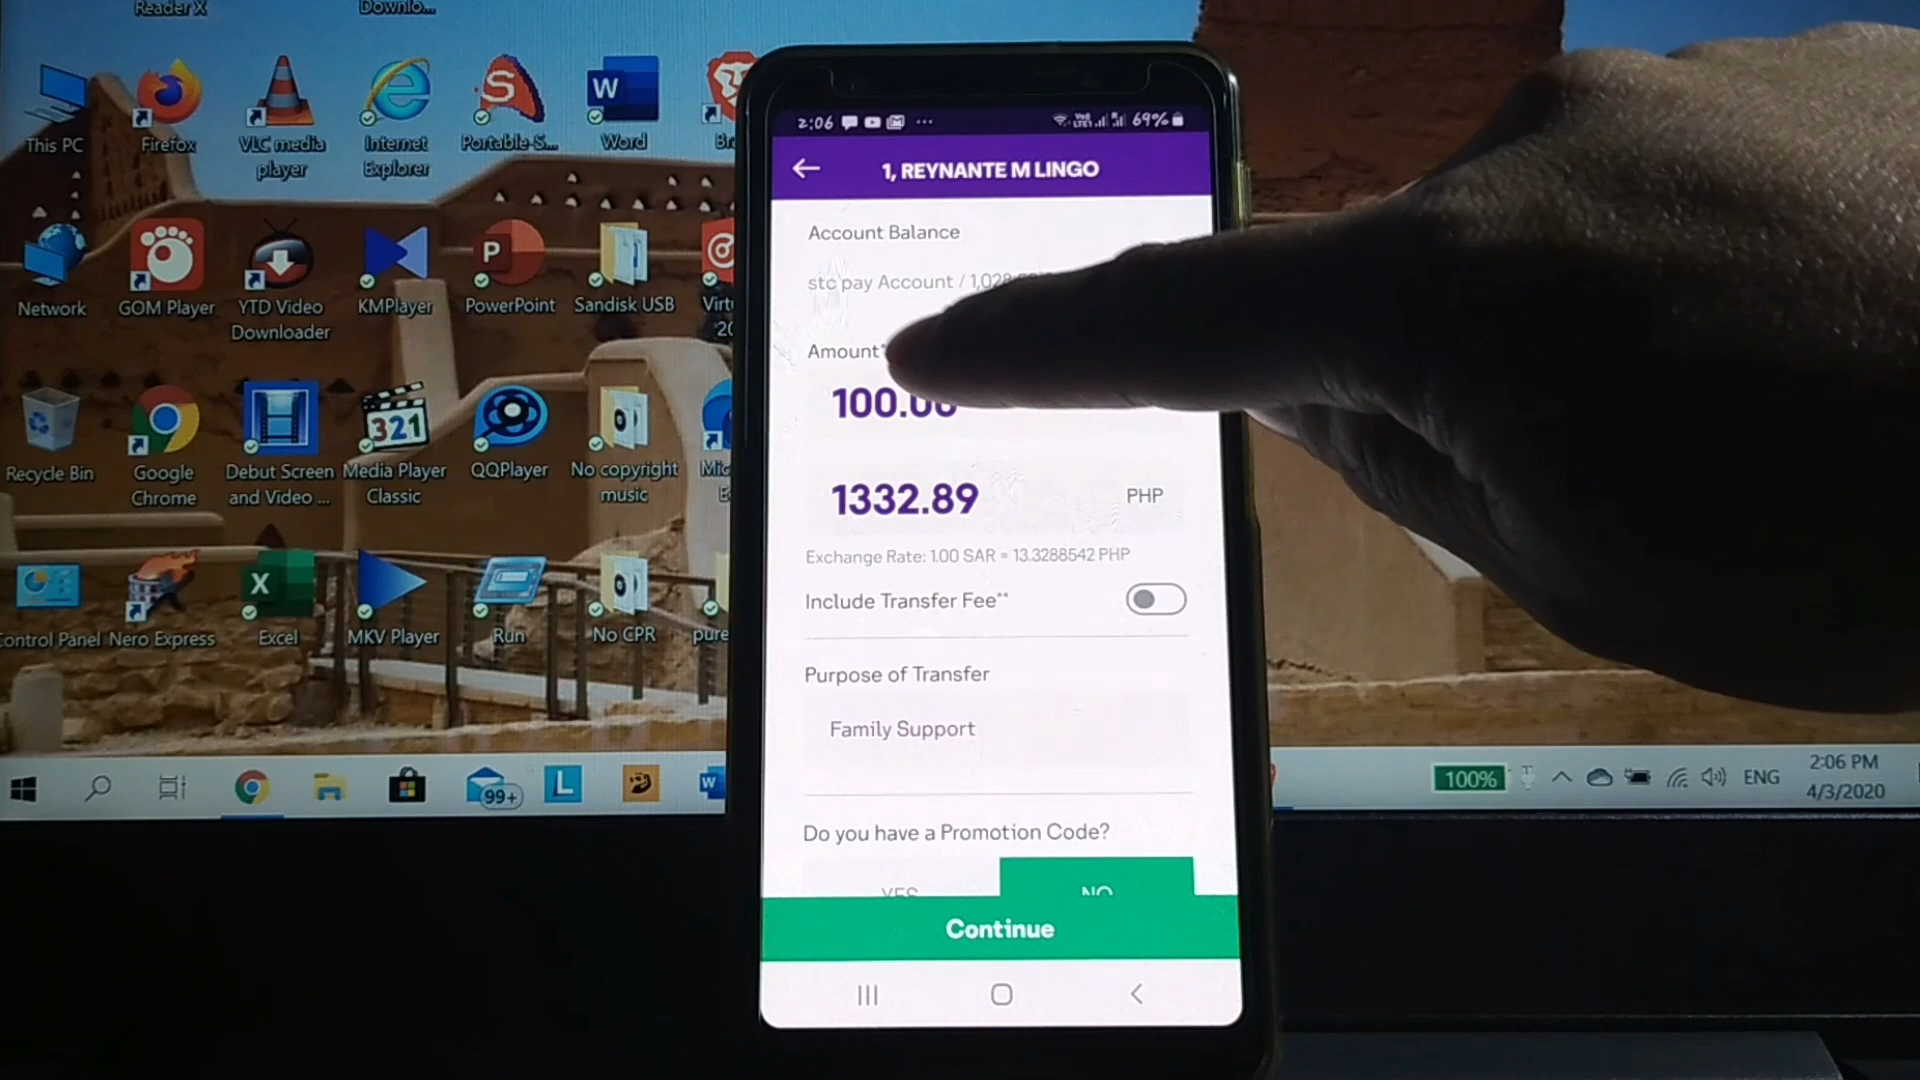 Reader X
Downlo...
This PC
Firefox
VLC media
player
Internet
Explorer
Portable-S...
Word
Network
GOM Player
YTD Video
Downloader
KMPlayer
PowerPoint
Sandisk USB
Recycle Bin
Google
Chrome
Debut Screen
and Video ...
321
Media Player
Classic
QQPlayer
No copyright
music
ontrol Panel
Nero Express
Excel
MKV Player
Run
No CPR
pure
99+
100%
ENG
2:06 PM
4/3/2020
2:06
69%
1, REYNANTE M LINGO
Account Balance
stc pay Account / 1,028
Amount*
100.00
1332.89 PHP
Exchange Rate: 1.00 SAR = 13.3288542 PHP
Include Transfer Fee**
Purpose of Transfer
Family Support
Do you have a Promotion Code?
YES NO
Continue